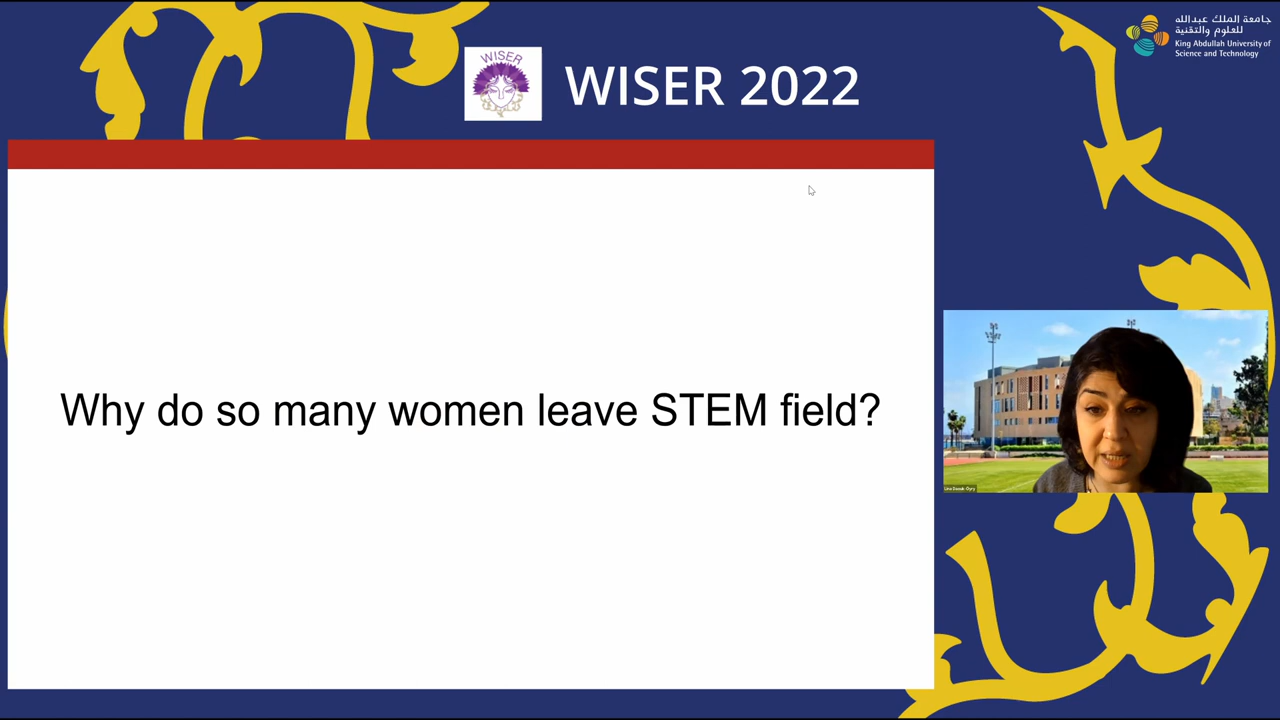 WISER
WISER 2022
جامعة الملك عبدالله
للعلوم والتقنية
King Abdullah University of
Science and Technology
Why do so many women leave STEM field?